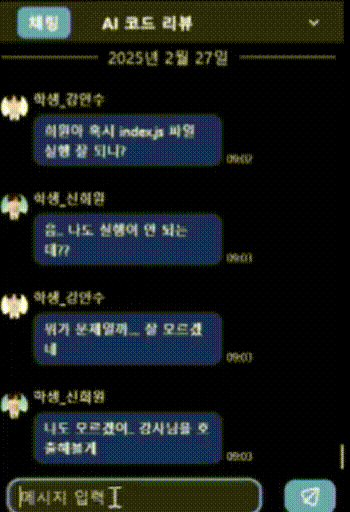 채팅 AI 코드 리뷰
2025년 2월 27일
학생_강연수
희원아 혹시 index.js 파일
실행 잘 되니?
09:02
학생_신희원
음.. 나도 실행이 안 되는
데??
09:03
학생_강연수
뭐가 문제일까... 잘 모르겠
네
09:03
학생_신희원
나도 모르겠어.. 강사님을 호
출해볼게
09:03
메시지 입력